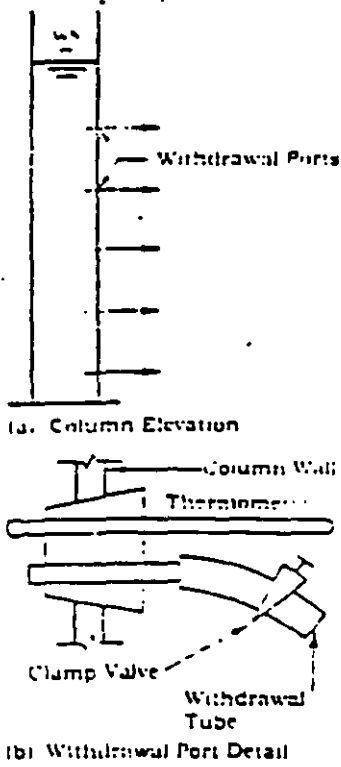 Withdrawal Ports
(a) Column Elevation
Column Wall
Thermometer
Clamp Valve
Withdrawal
Tube
(b) Withdrawal Port Detail